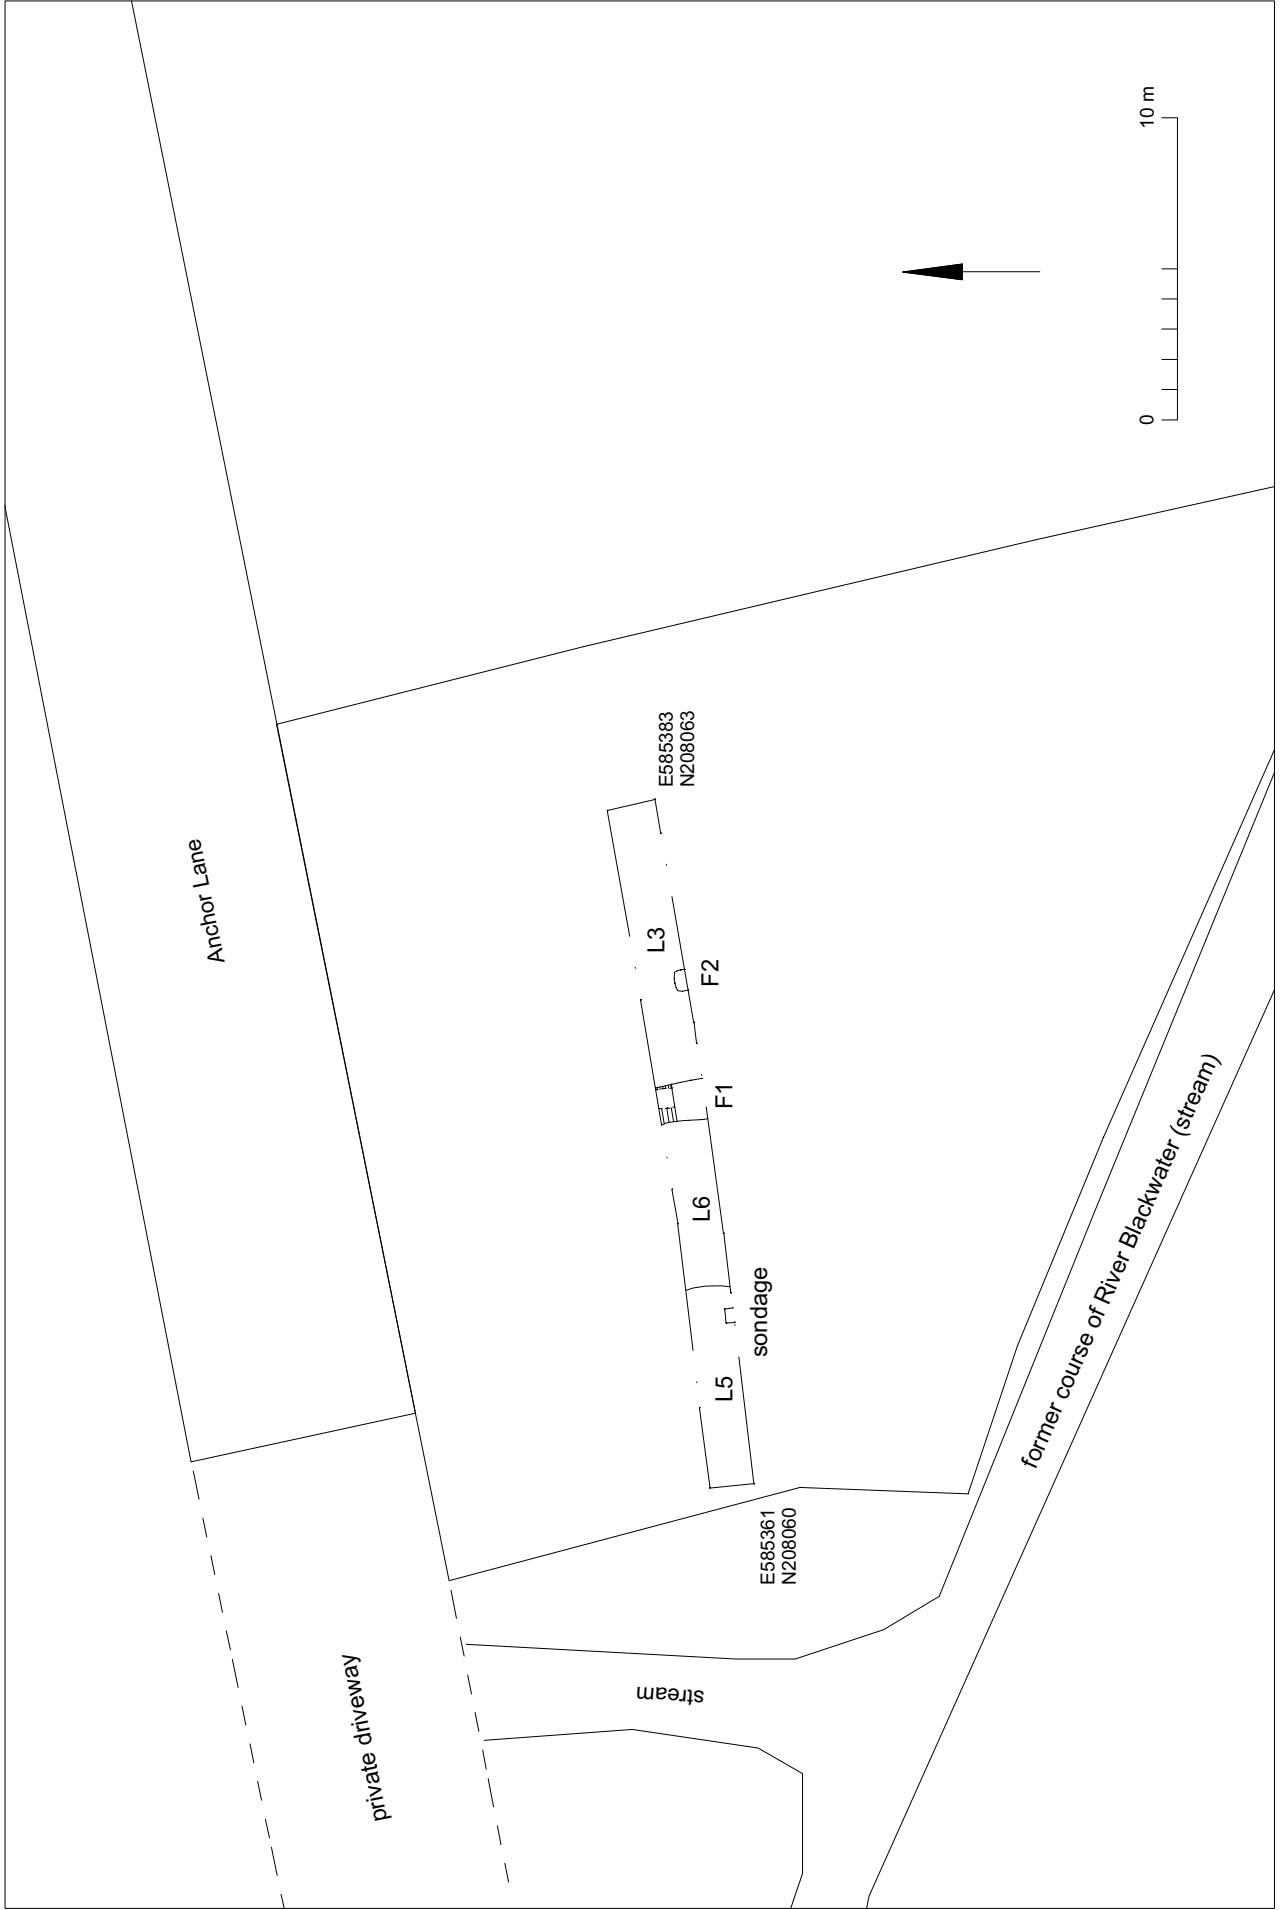 Anchor Lane
private driveway
stream
E585383
N208063
L3
F2
F1
L6
sondage
L5
E585361
N208060
former course of River Blackwater (stream)
0
10 m